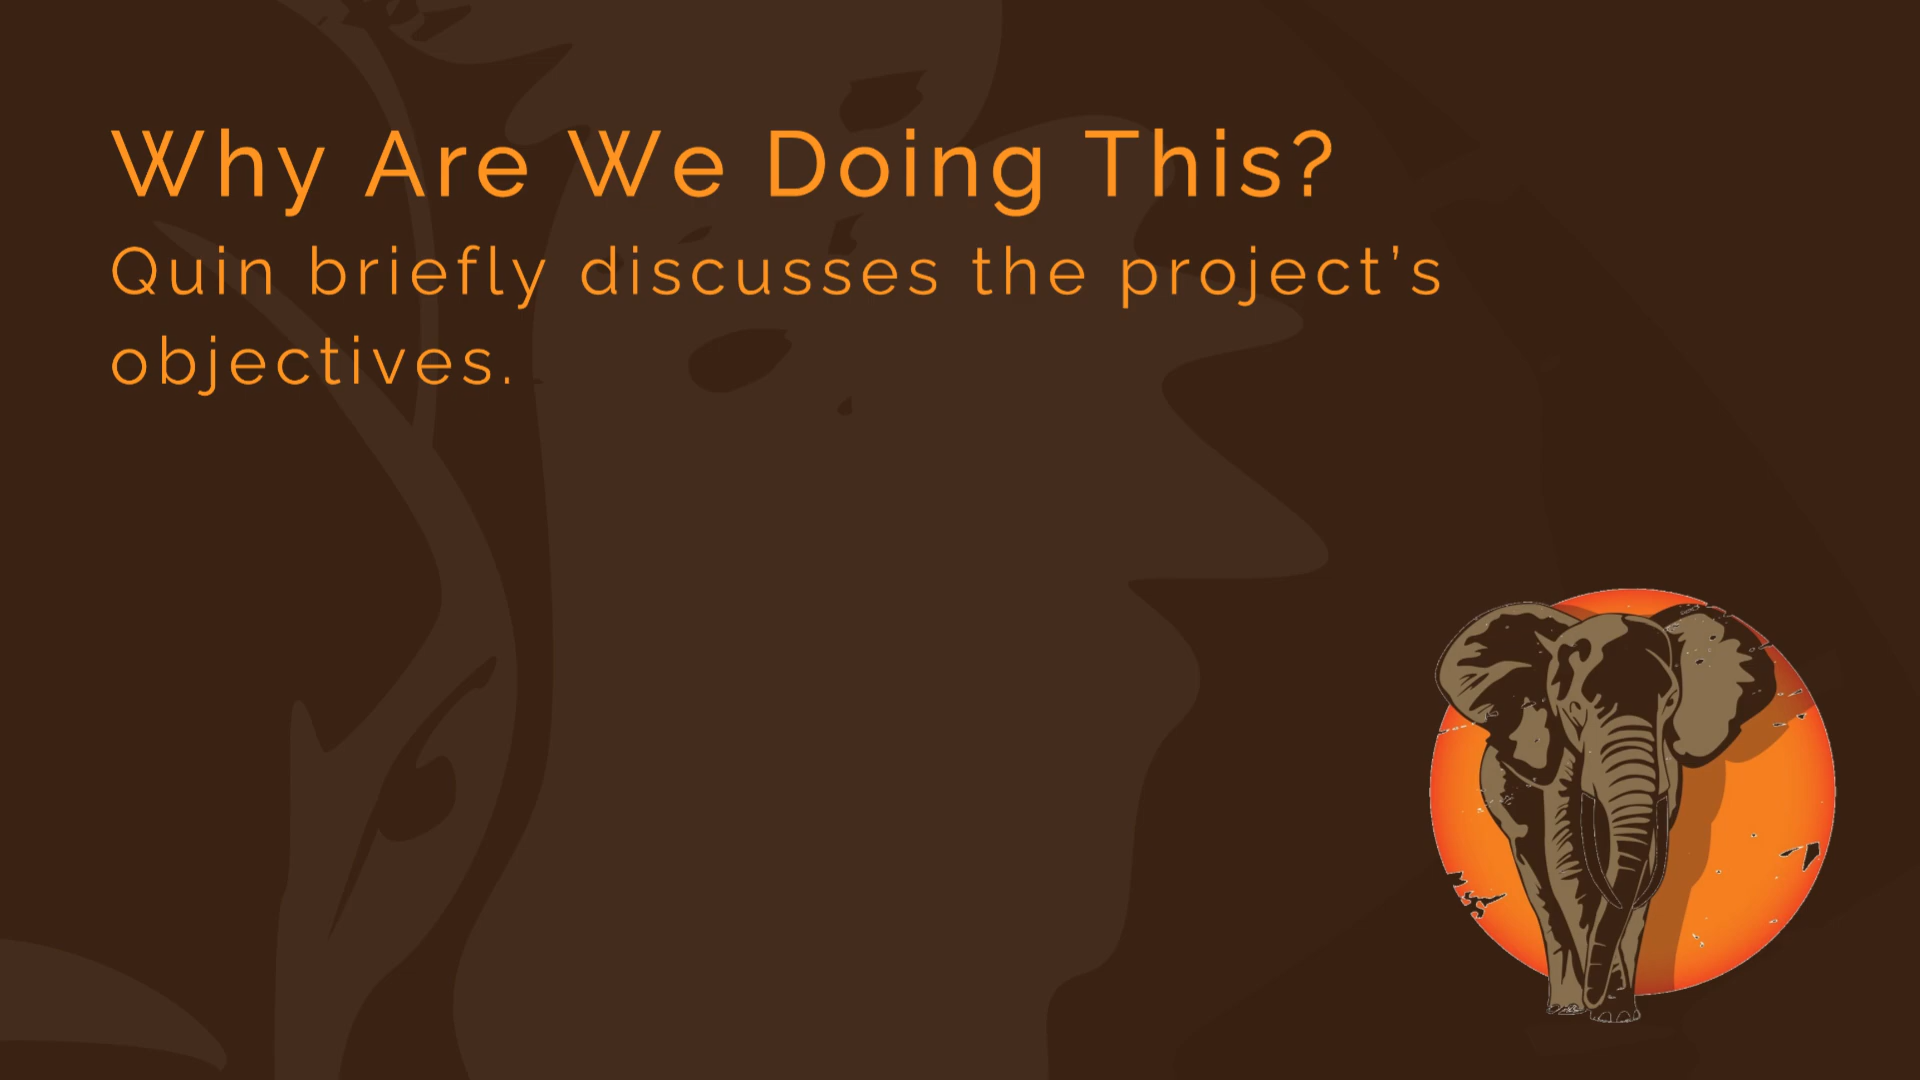 Why Are We Doing This?
Quin briefly discusses the project’s
objectives.